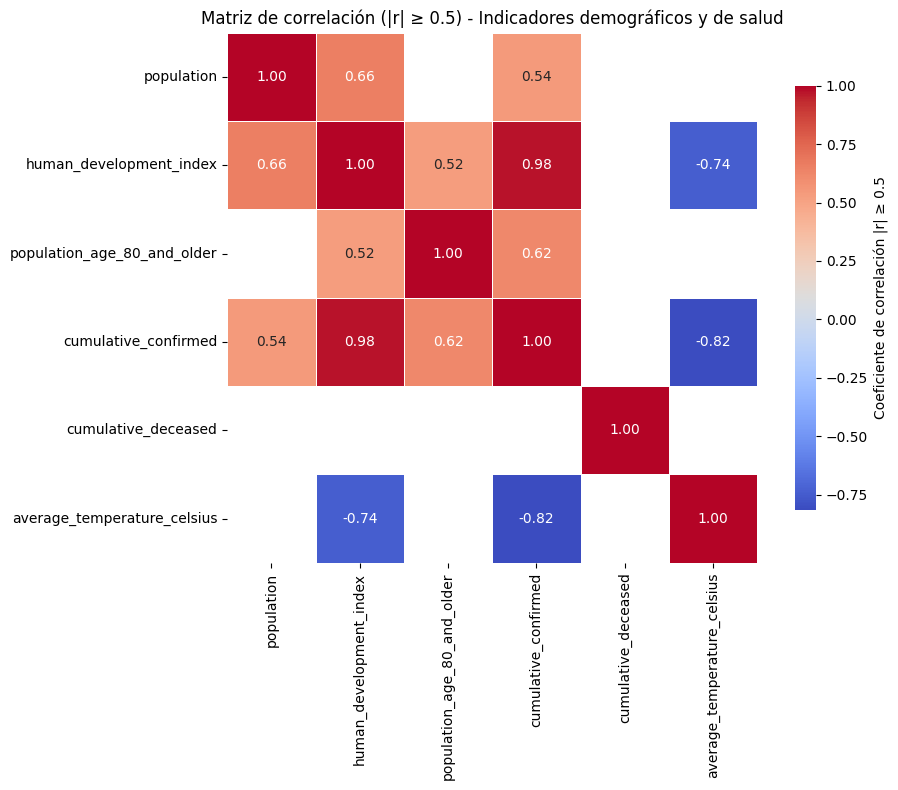 Matriz de correlación (|r| ≥ 0.5) - Indicadores demográficos y de salud
population
1.00
0.66
0.54
human_development_index
0.66
1.00
0.52
0.98
-0.74
population_age_80_and_older
0.52
1.00
0.62
cumulative_confirmed
0.54
0.98
0.62
1.00
-0.82
cumulative_deceased
1.00
average_temperature_celsius
-0.74
-0.82
1.00
population
human_development_index
population_age_80_and_older
cumulative_confirmed
cumulative_deceased
average_temperature_celsius
1.00
0.75
0.50
0.25
0.00
−0.25
−0.50
−0.75
Coeficiente de correlación |r| ≥ 0.5